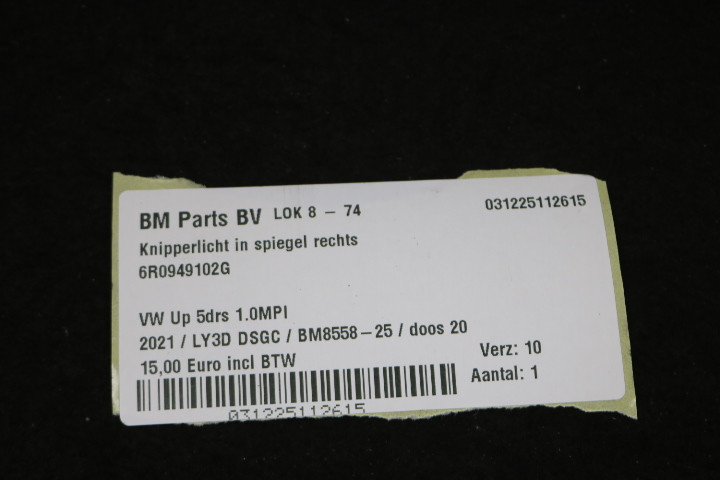 BM Parts BV LOK 8 - 74 031225112615
Knipperlicht in spiegel rechts
6R0949102G
VW Up 5drs 1.0MPI
2021 / LY3D DSGC / BM8558-25 / doos 20
15,00 Euro incl BTW
Verz: 10
Aantal: 1
031225112615